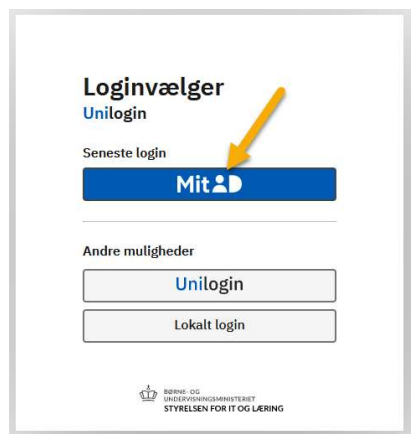 Loginvælger
Unilogin
Seneste login
MitID
Andre muligheder
Unilogin
Lokalt login
BØRNE- OG
UNDERVISNINGSMINISTERIET
STYRELSEN FOR IT OG LÆRING